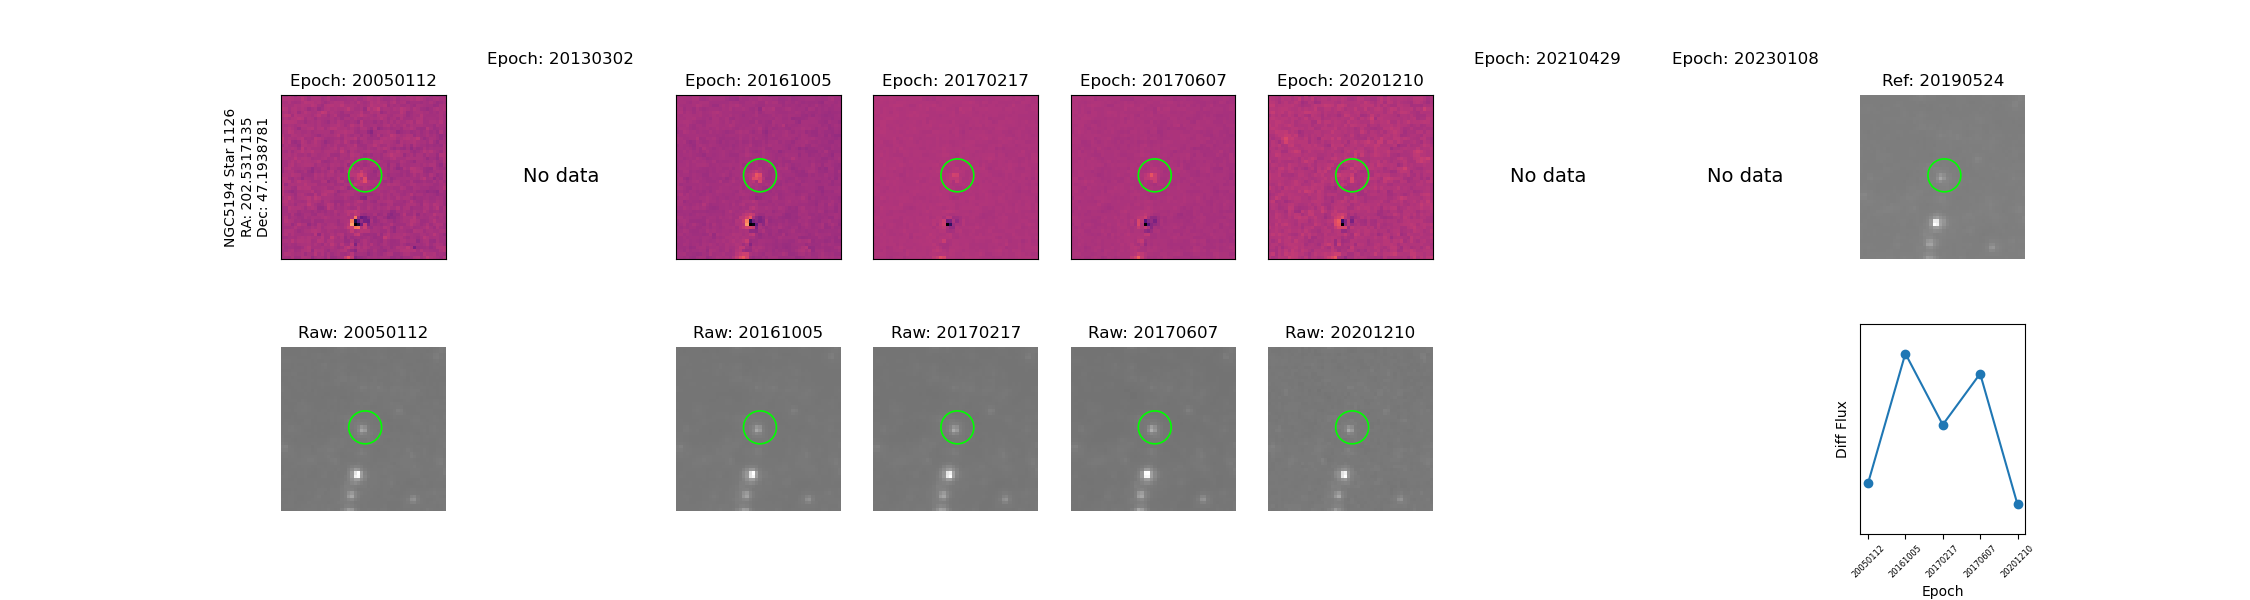 Epoch: 20130302
Epoch: 20210429
Epoch: 20230108
Epoch: 20050112
Epoch: 20161005
Epoch: 20170217
Epoch: 20170607
Epoch: 20201210
Ref: 20190524
NGC5194 Star 1126
RA: 202.5317135
Dec: 47.1938781
No data
No data
No data
Raw: 20050112
Raw: 20161005
Raw: 20170217
Raw: 20170607
Raw: 20201210
Diff Flux
20050112
20161005
20170217
20170607
20201210
Epoch